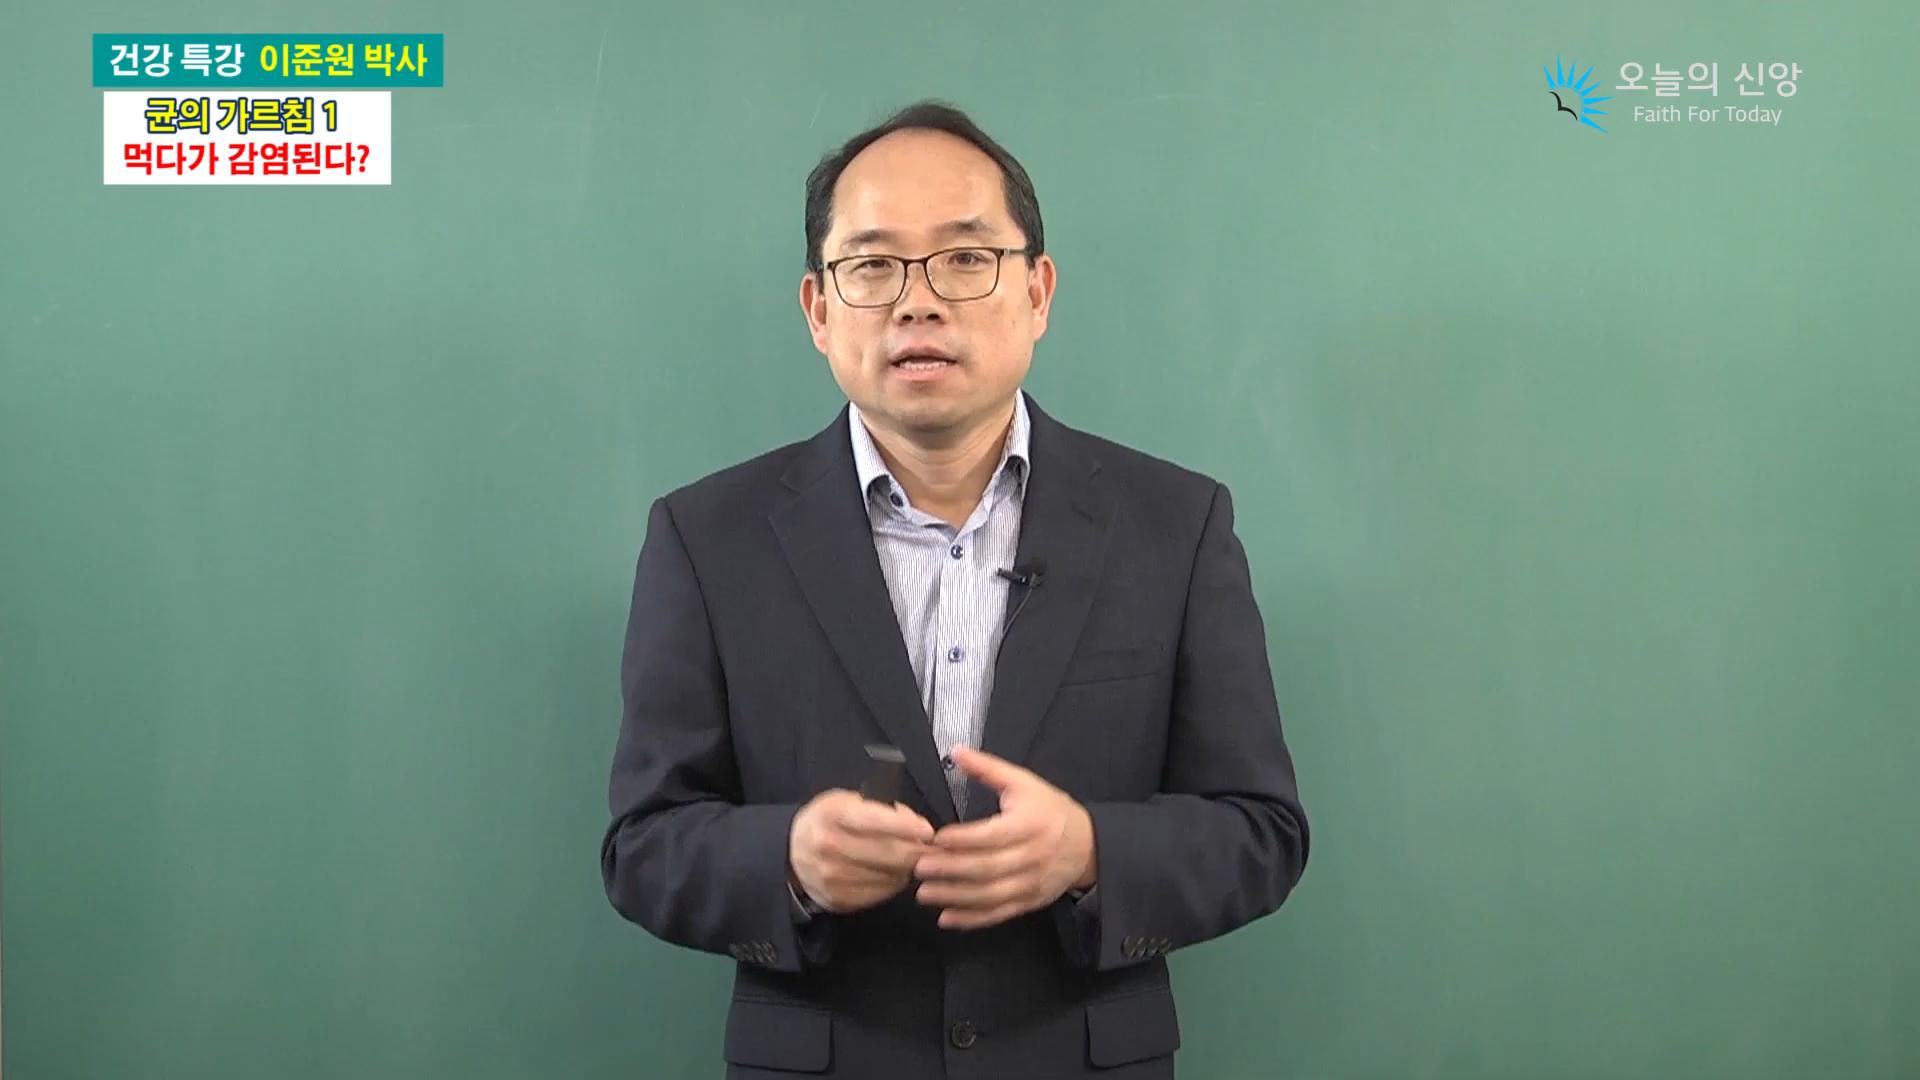 건강 특강 이준원 박사
균의 가르침 1
먹다가 감염된다?
오늘의 신앙
Faith For Today